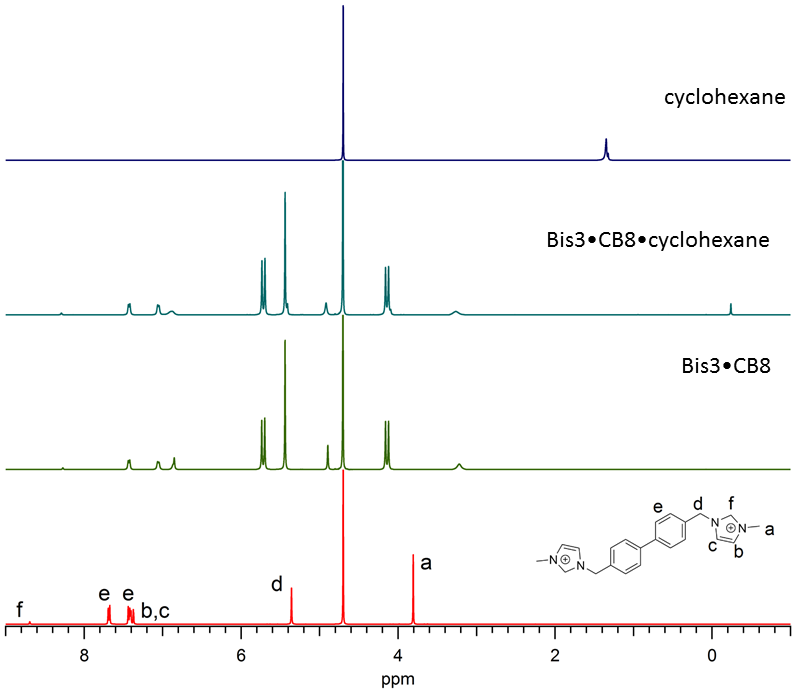 cyclohexane
Bis3•CB8•cyclohexane
Bis3•CB8
e d f
N N a
c b
N N
f e e b,c d a
8 6 4 2 0
ppm